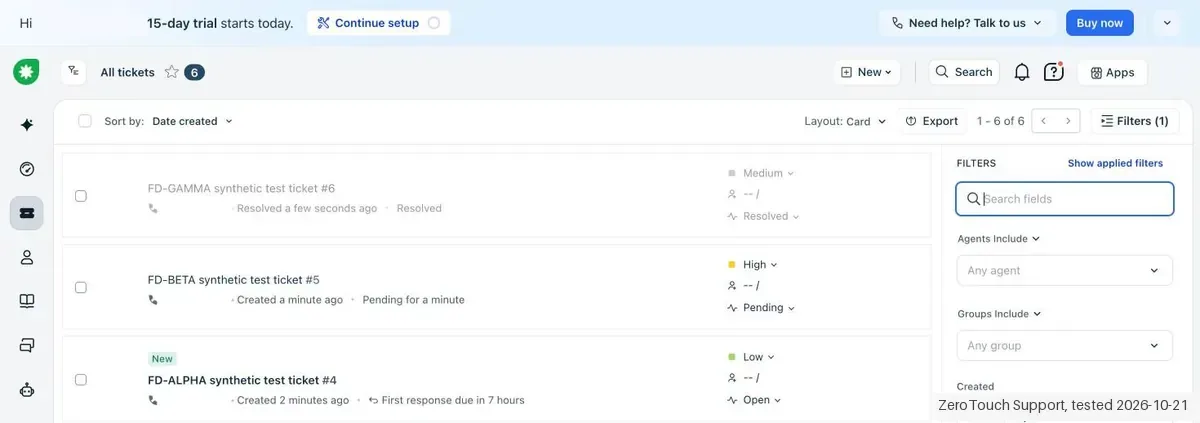 Hi
15-day trial starts today.
Continue setup
Need help? Talk to us
Buy now
All tickets
6
New
Search
Apps
Sort by: Date created
Layout: Card
Export
1 - 6 of 6
Filters (1)
FD-GAMMA synthetic test ticket #6
Resolved a few seconds ago · Resolved
Medium
-- /
Resolved
FD-BETA synthetic test ticket #5
· Created a minute ago · Pending for a minute
High
-- /
Pending
New
FD-ALPHA synthetic test ticket #4
· Created 2 minutes ago · First response due in 7 hours
Low
-- /
Open
FILTERS
Show applied filters
Search fields
Agents Include
Any agent
Groups Include
Any group
Created
ZeroTouch Support, tested 2026-10-21